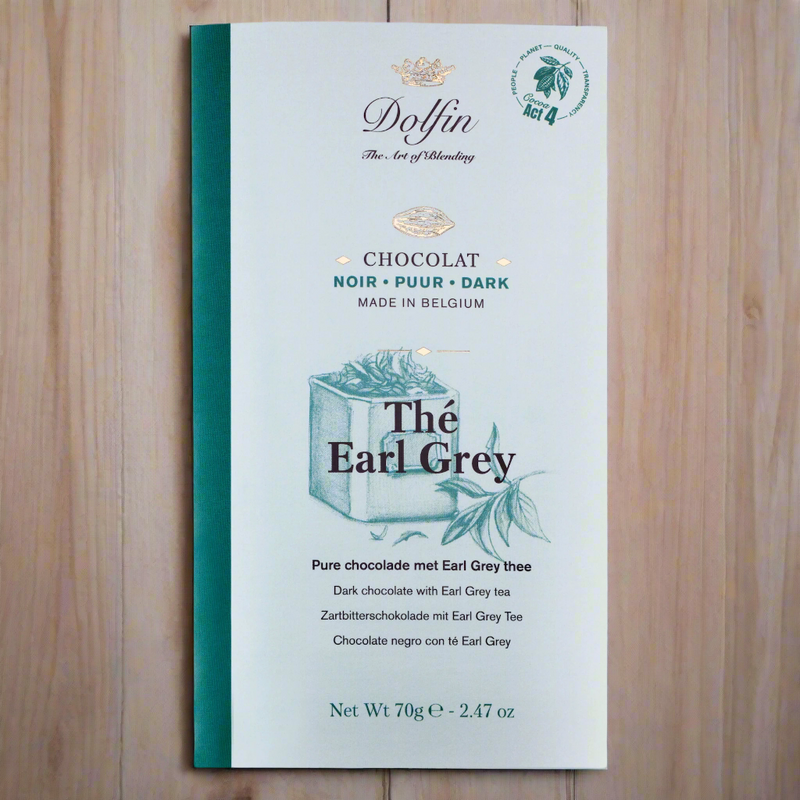 Dolfin
The Art of Blending
PEOPLE — PLANET — QUALITY — TRANSPARENCY
Cocoa
Act 4
CHOCOLAT
NOIR • PUUR • DARK
MADE IN BELGIUM
Thé
Earl Grey
Pure chocolade met Earl Grey thee
Dark chocolate with Earl Grey tea
Zartbitterschokolade mit Earl Grey Tee
Chocolate negro con té Earl Grey
Net Wt 70g ℮ - 2.47 oz